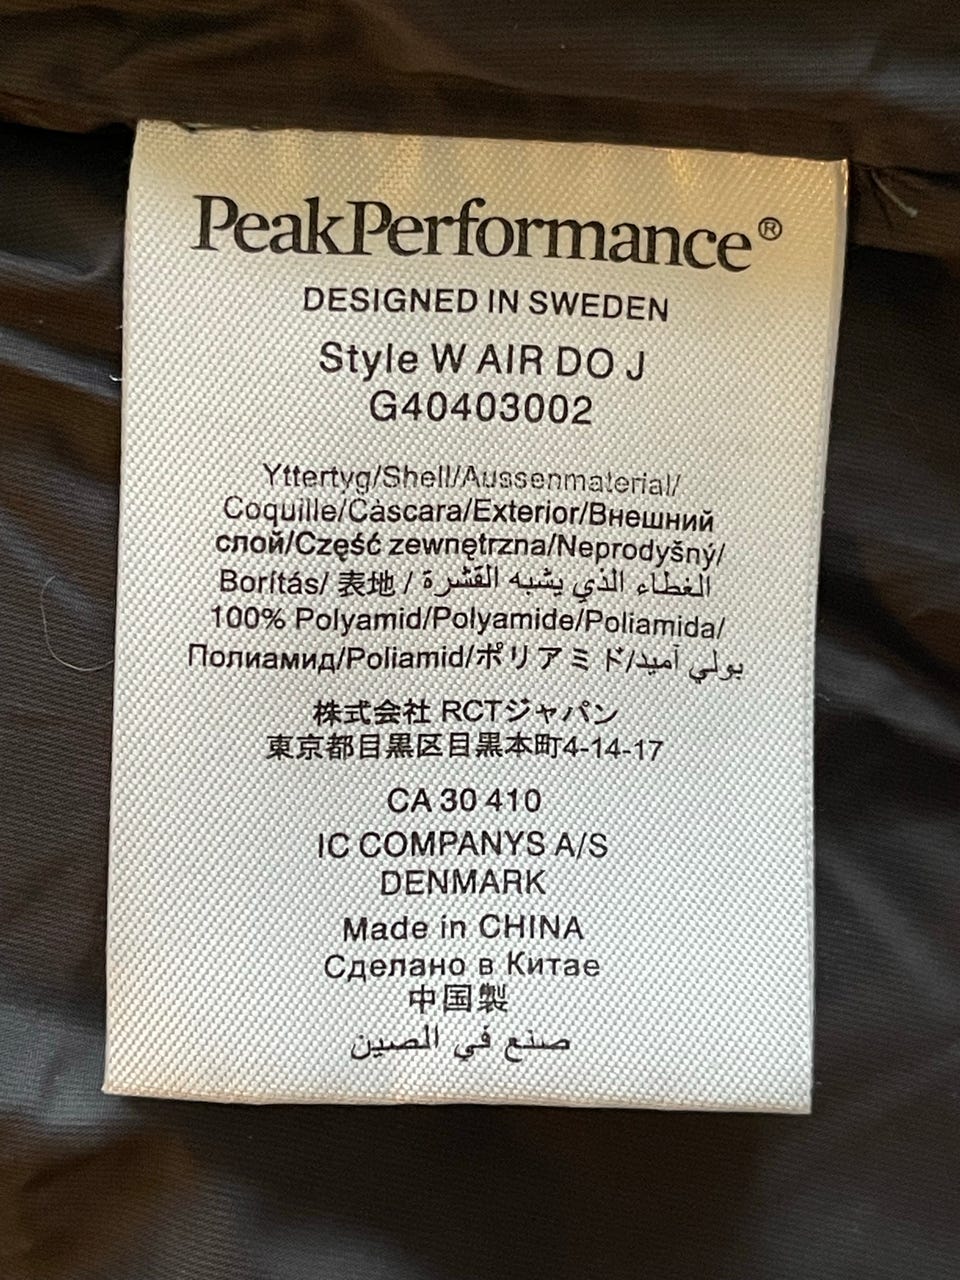 PeakPerformance®
DESIGNED IN SWEDEN
Style W AIR DO J
G40403002
Yttertyg/Shell/Aussenmaterial/
Coquille/Càscara/Exterior/Внешний
слой/Część zewnętrzna/Neprodyšný/
Borítás/ 表地 / الغطاء الذي يشبه القشرة
100% Polyamid/Polyamide/Poliamida/
Полиамид/Poliamid/ポリアミド/بولي آميد
株式会社 RCTジャパン
東京都目黒区目黒本町4-14-17
CA 30 410
IC COMPANYS A/S
DENMARK
Made in CHINA
Сделано в Китае
中国製
صنع في الصين